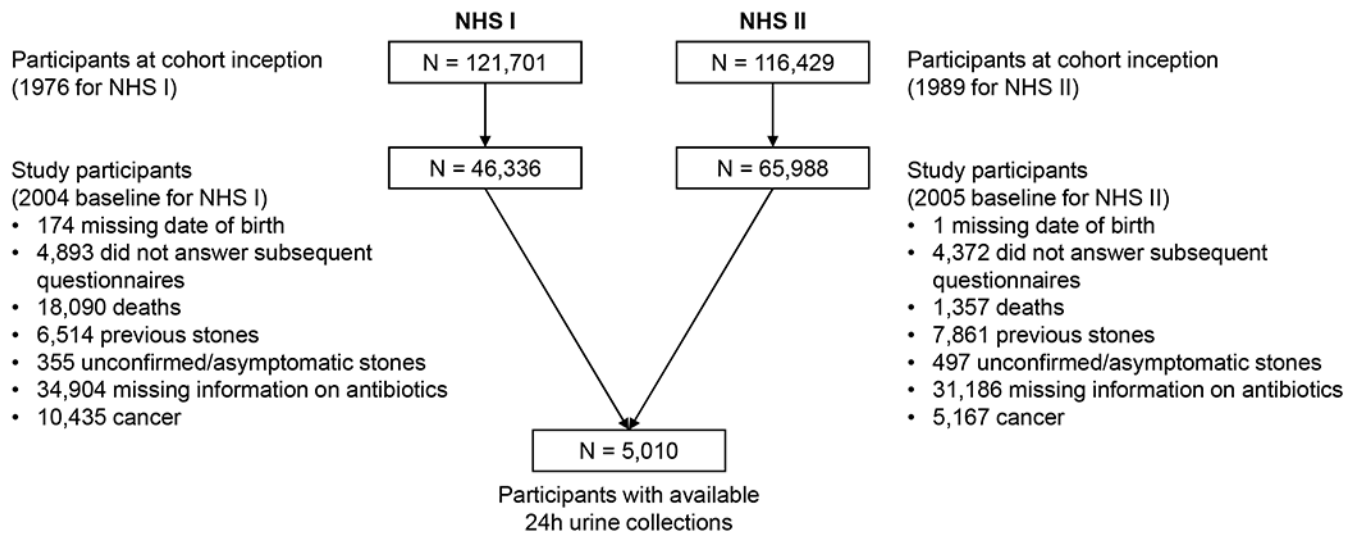 NHS I
NHS II
Participants at cohort inception
(1976 for NHS I)
N = 121,701
N = 116,429
Participants at cohort inception
(1989 for NHS II)
Study participants
(2004 baseline for NHS I)
• 174 missing date of birth
• 4,893 did not answer subsequent
questionnaires
• 18,090 deaths
• 6,514 previous stones
• 355 unconfirmed/asymptomatic stones
• 34,904 missing information on antibiotics
• 10,435 cancer
N = 46,336
N = 65,988
Study participants
(2005 baseline for NHS II)
• 1 missing date of birth
• 4,372 did not answer subsequent
questionnaires
• 1,357 deaths
• 7,861 previous stones
• 497 unconfirmed/asymptomatic stones
• 31,186 missing information on antibiotics
• 5,167 cancer
N = 5,010
Participants with available
24h urine collections